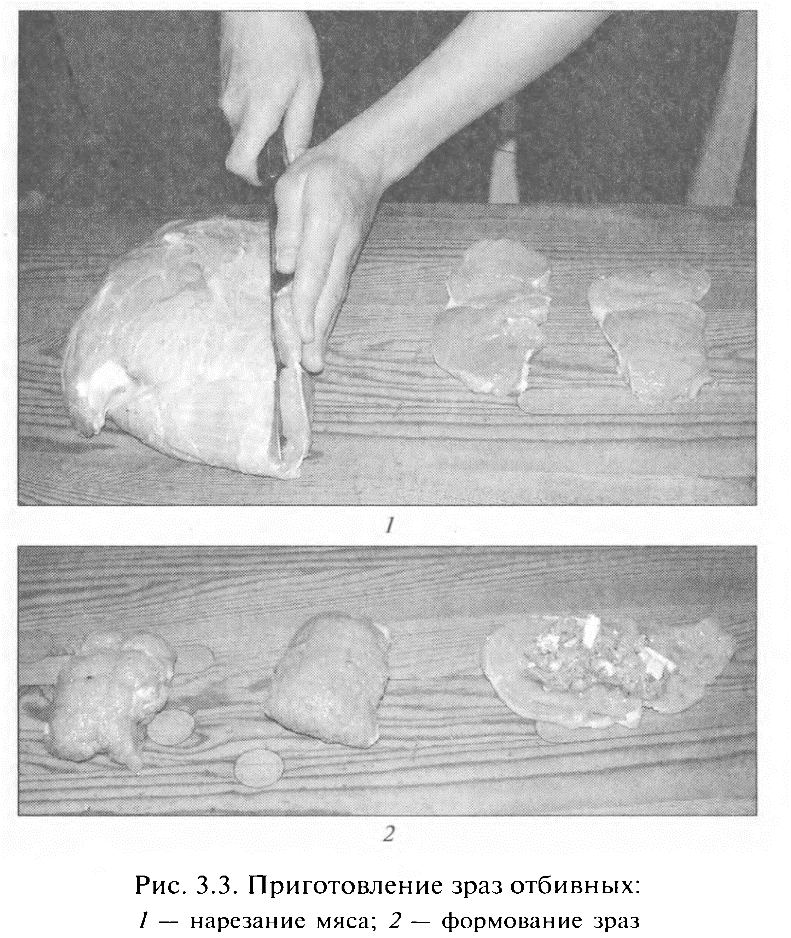 1
2
Рис. 3.3. Приготовление зраз отбивных:
1 — нарезание мяса; 2 — формование зраз